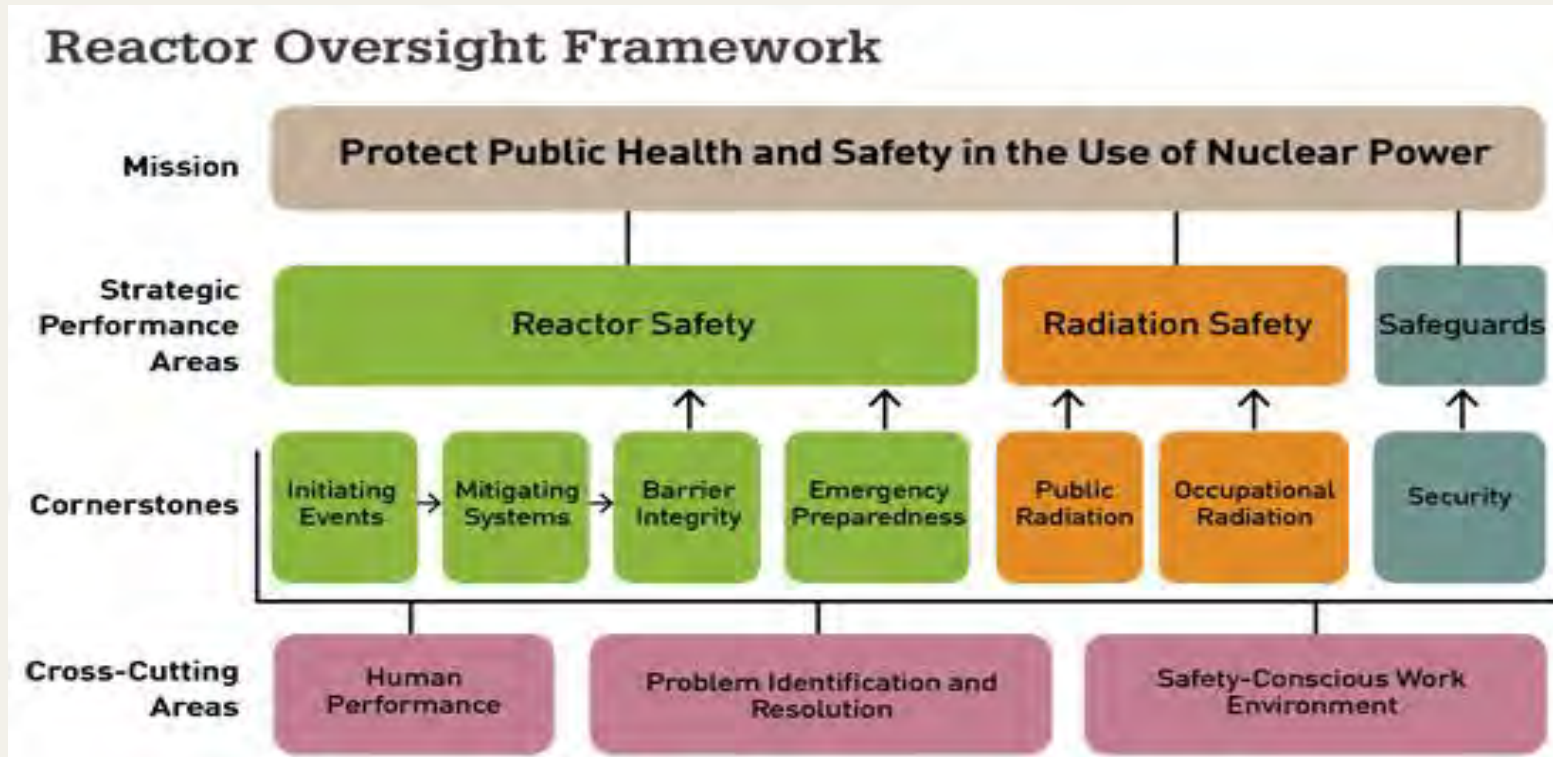 Reactor Oversight Framework
Mission
Protect Public Health and Safety in the Use of Nuclear Power
Strategic
Performance
Areas
Reactor Safety
Radiation Safety
Safeguards
Cornerstones
Initiating
Events
Mitigating
Systems
Barrier
Integrity
Emergency
Preparedness
Public
Radiation
Occupational
Radiation
Security
Cross-Cutting
Areas
Human
Performance
Problem Identification and
Resolution
Safety-Conscious Work
Environment